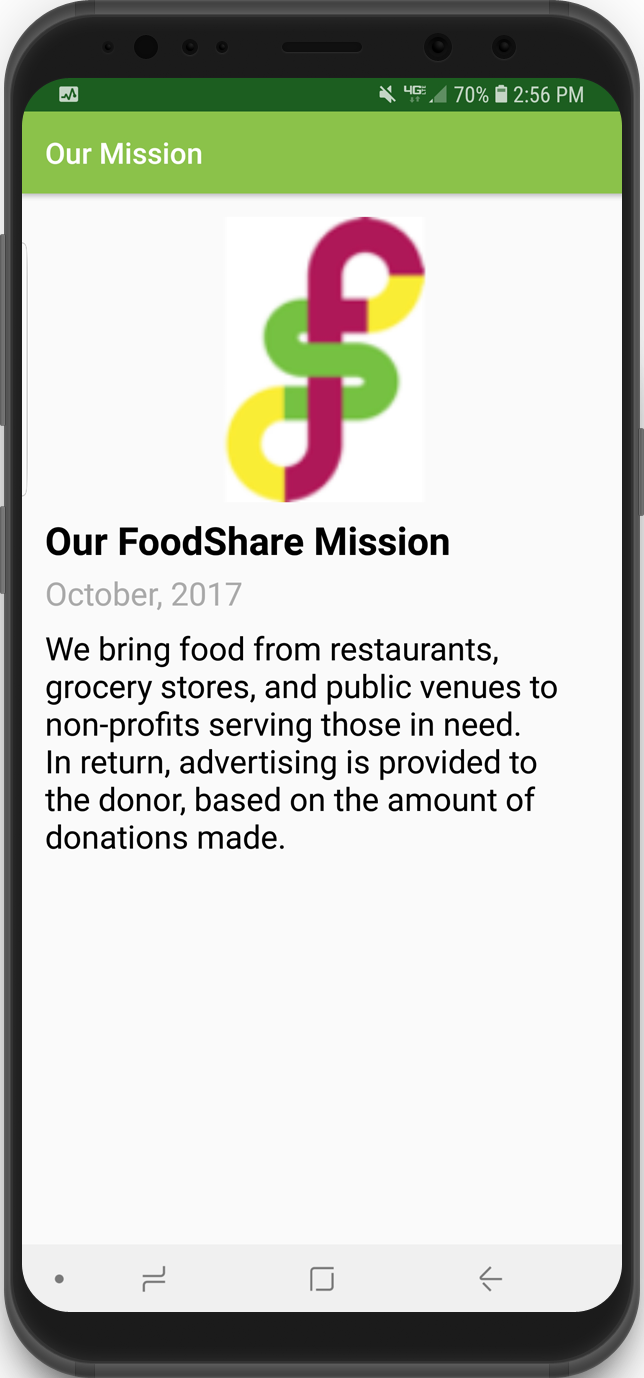 4G 70% 2:56 PM
Our Mission
Our FoodShare Mission
October, 2017
We bring food from restaurants,
grocery stores, and public venues to
non-profits serving those in need.
In return, advertising is provided to
the donor, based on the amount of
donations made.